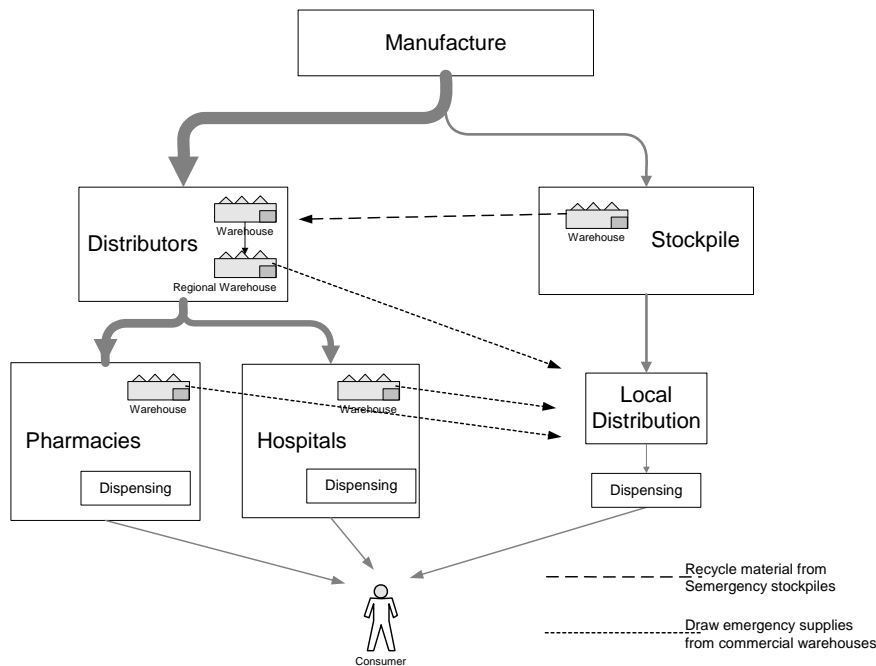 Manufacture
Distributors
Warehouse
Regional Warehouse
Warehouse
Stockpile
Warehouse
Pharmacies
Dispensing
Warehouse
Hospitals
Dispensing
Local
Distribution
Dispensing
Consumer
Recycle material from
Semergency stockpiles
Draw emergency supplies
from commercial warehouses